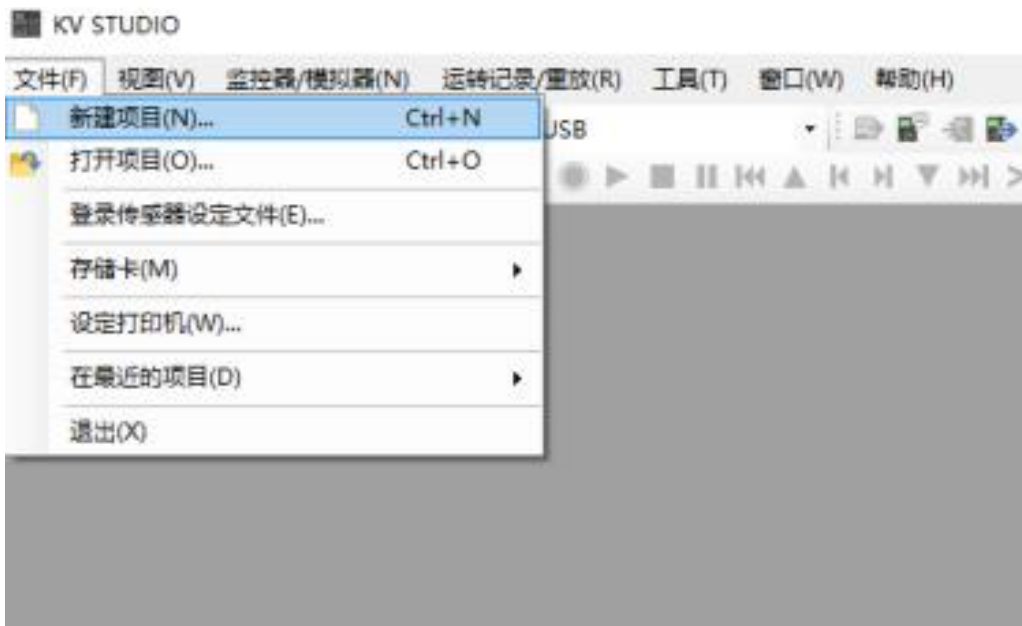 KV STUDIO
文件(F) 视图(V) 监控器/模拟器(N) 运转记录/重放(R) 工具(T) 窗口(W) 帮助(H)
新建项目(N)... Ctrl+N
USB
打开项目(O)... Ctrl+O
登录传感器设定文件(E)...
存储卡(M)
设定打印机(W)...
在最近的项目(D)
退出(X)